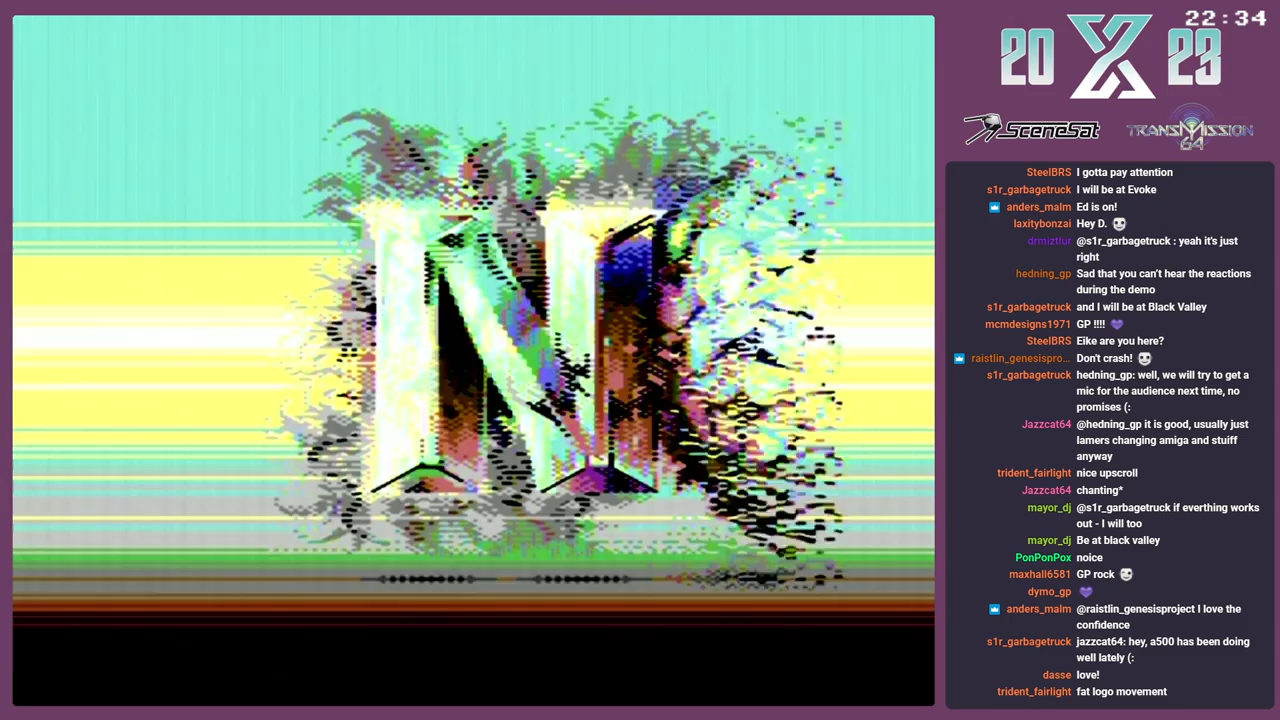 22:34
20 X 23
SceneSat
TRANSMISSION
64
N
SteelBRS I gotta pay attention
s1r_garbagetruck I will be at Evoke
anders_malm Ed is on!
laxitybonzai Hey D.
drmiztiur @s1r_garbagetruck : yeah it's just
right
hedning_gp Sad that you can't hear the reactions
during the demo
s1r_garbagetruck and I will be at Black Valley
mcmdesigns1971 GP !!!!
SteelBRS Eike are you here?
raistlin_genesispro... Don't crash!
s1r_garbagetruck hedning_gp: well, we will try to get a
mic for the audience next time, no
promises (:
Jazzcat64 @hedning_gp it is good, usually just
lamers changing amiga and stuiff
anyway
trident_fairlight nice upscroll
Jazzcat64 chanting*
mayor_dj @s1r_garbagetruck if everthing works
out - I will too
mayor_dj Be at black valley
PonPonPox noice
maxhall6581 GP rock
dymo_gp
anders_malm @raistlin_genesisproject I love the
confidence
s1r_garbagetruck jazzcat64: hey, a500 has been doing
well lately (:
dasse love!
trident_fairlight fat logo movement